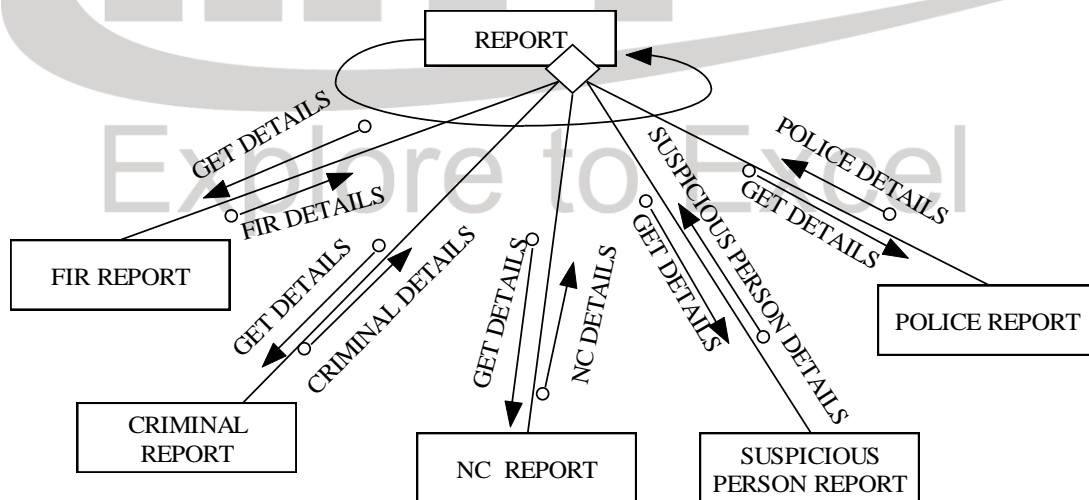 REPORT
Explore to Excel
GET DETAILS
FIR DETAILS
FIR REPORT
GET DETAILS
CRIMINAL DETAILS
CRIMINAL
REPORT
GET DETAILS
NC DETAILS
NC REPORT
GET DETAILS
SUSPICIOUS PERSON DETAILS
SUSPICIOUS
PERSON REPORT
POLICE DETAILS
GET DETAILS
POLICE REPORT